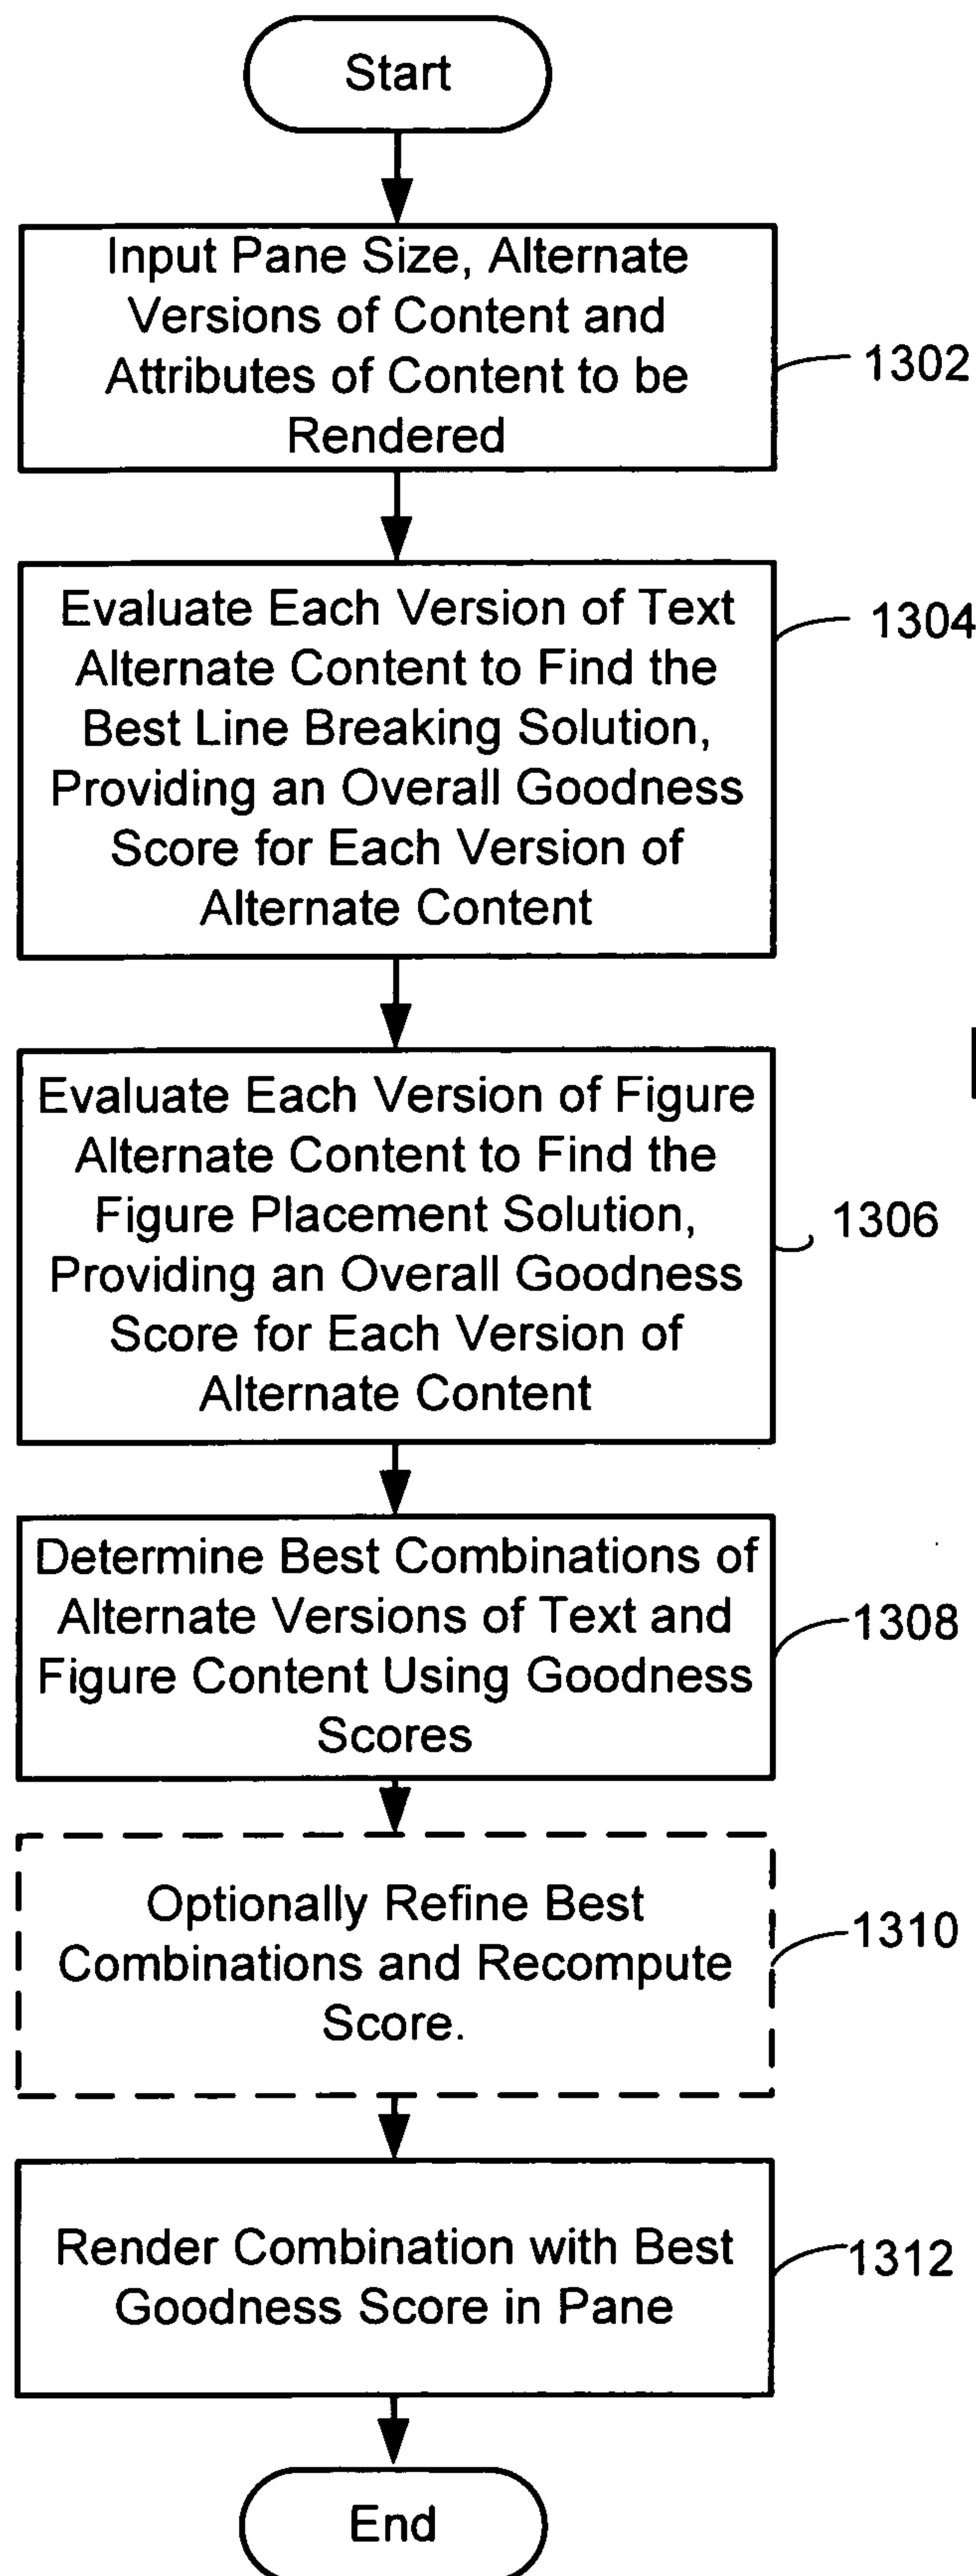 Start
Input Pane Size, Alternate
Versions of Content and
Attributes of Content to be
Rendered
1302
Evaluate Each Version of Text
Alternate Content to Find the
Best Line Breaking Solution,
Providing an Overall Goodness
Score for Each Version of
Alternate Content
1304
Evaluate Each Version of Figure
Alternate Content to Find the
Figure Placement Solution,
Providing an Overall Goodness
Score for Each Version of
Alternate Content
1306
Determine Best Combinations of
Alternate Versions of Text and
Figure Content Using Goodness
Scores
1308
Optionally Refine Best
Combinations and Recompute
Score.
1310
Render Combination with Best
Goodness Score in Pane
1312
End